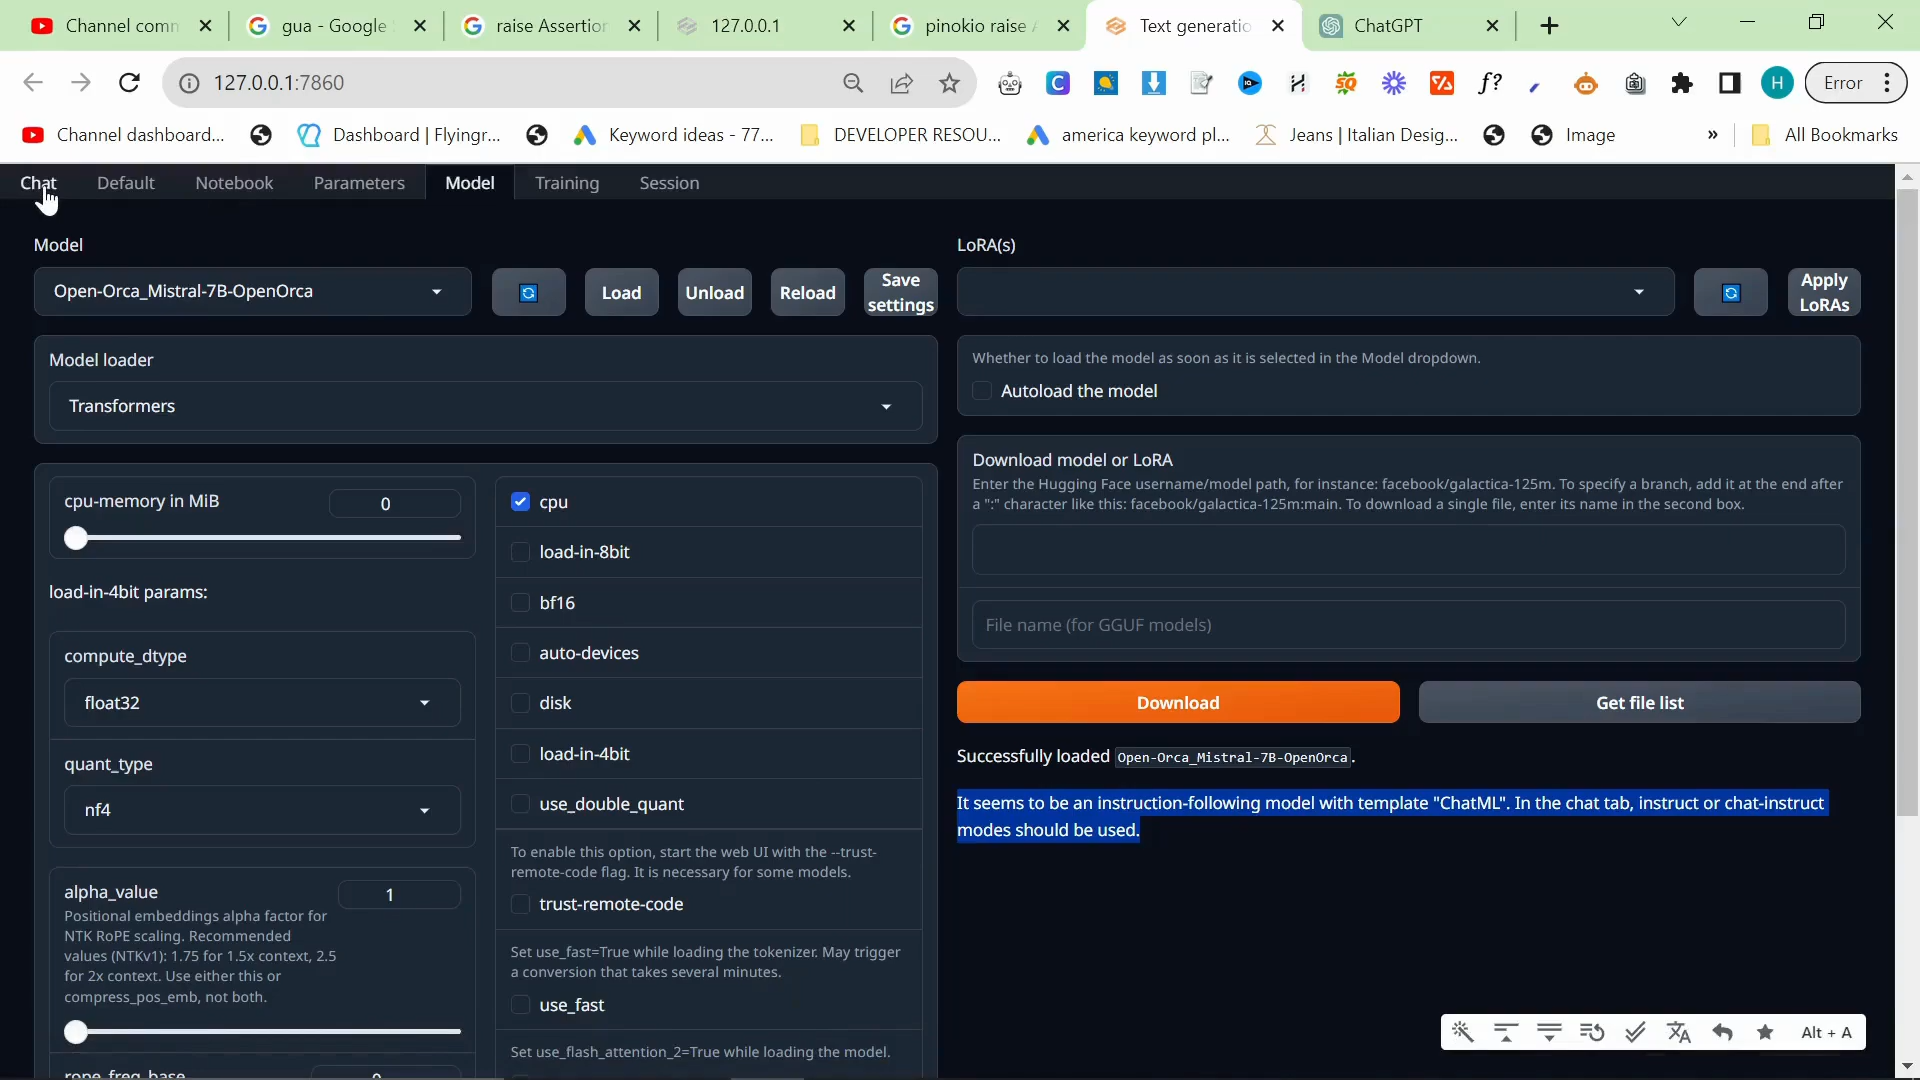 Channel comm
gua - Google
raise Assertion
127.0.0.1
pinokio raise
Text generatio
ChatGPT
127.0.0.1:7860
Error
Channel dashboard...
Dashboard | Flyingr...
Keyword ideas - 77...
DEVELOPER RESOU...
america keyword pl...
Jeans | Italian Desig...
Image
»
All Bookmarks
Chat
Default
Notebook
Parameters
Model
Training
Session
Model
Open-Orca_Mistral-7B-OpenOrca
Load
Unload
Reload
Save
settings
Model loader
Transformers
cpu-memory in MiB
0
load-in-4bit params:
compute_dtype
float32
quant_type
nf4
alpha_value
1
Positional embeddings alpha factor for
NTK RoPE scaling. Recommended
values (NTKv1): 1.75 for 1.5x context, 2.5
for 2x context. Use either this or
compress_pos_emb, not both.
rope_freq_base
0
cpu
load-in-8bit
bf16
auto-devices
disk
load-in-4bit
use_double_quant
To enable this option, start the web UI with the --trust-
remote-code flag. It is necessary for some models.
trust-remote-code
Set use_fast=True while loading the tokenizer. May trigger
a conversion that takes several minutes.
use_fast
Set use_flash_attention_2=True while loading the model.
LoRA(s)
Apply
LoRAs
Whether to load the model as soon as it is selected in the Model dropdown.
Autoload the model
Download model or LoRA
Enter the Hugging Face username/model path, for instance: facebook/galactica-125m. To specify a branch, add it at the end after
a ":" character like this: facebook/galactica-125m:main. To download a single file, enter its name in the second box.
File name (for GGUF models)
Download
Get file list
Successfully loaded Open-Orca_Mistral-7B-OpenOrca.
It seems to be an instruction-following model with template "ChatML". In the chat tab, instruct or chat-instruct
modes should be used.
Alt + A